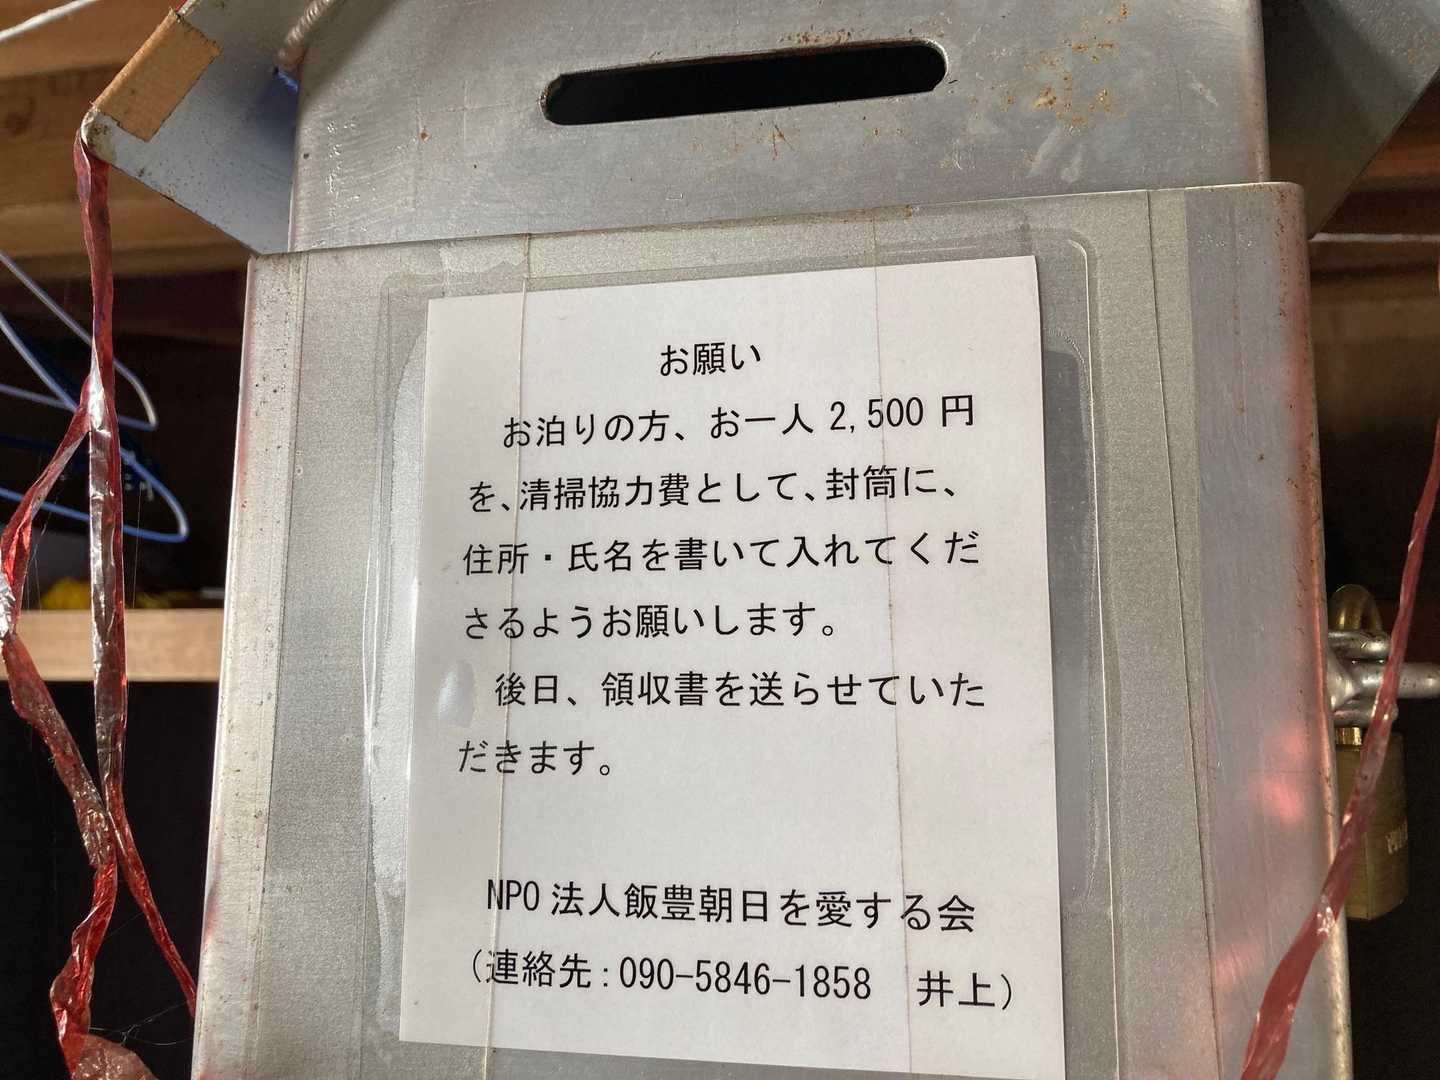 お願い
お泊りの方、お一人 2,500 円
を、清掃協力費として、封筒に、
住所・氏名を書いて入れてくだ
さるようお願いします。
後日、領収書を送らせていた
だきます。
NPO 法人飯豊朝日を愛する会
（連絡先：090-5846-1858　井上）